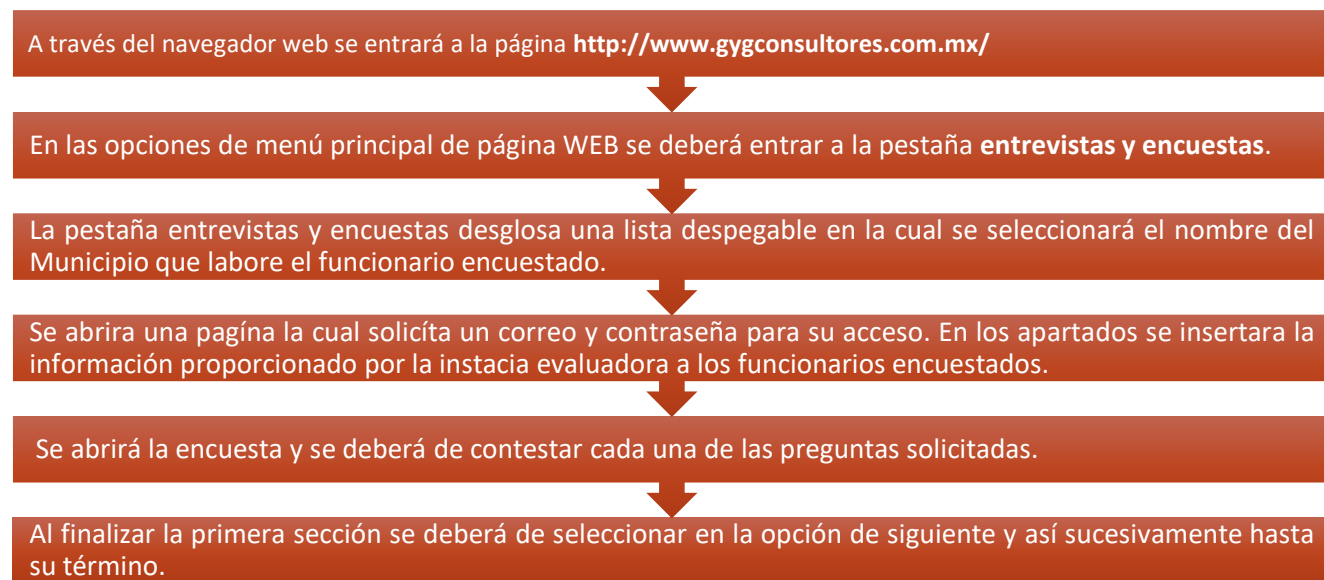 A través del navegador web se entrará a la página http://www.gygconsultores.com.mx/
En las opciones de menú principal de página WEB se deberá entrar a la pestaña entrevistas y encuestas.
La pestaña entrevistas y encuestas desglosa una lista despegable en la cual se seleccionará el nombre del
Municipio que labore el funcionario encuestado.
Se abrira una pagína la cual solicíta un correo y contraseña para su acceso. En los apartados se insertara la
información proporcionado por la instacia evaluadora a los funcionarios encuestados.
Se abrirá la encuesta y se deberá de contestar cada una de las preguntas solicitadas.
Al finalizar la primera sección se deberá de seleccionar en la opción de siguiente y así sucesivamente hasta
su término.